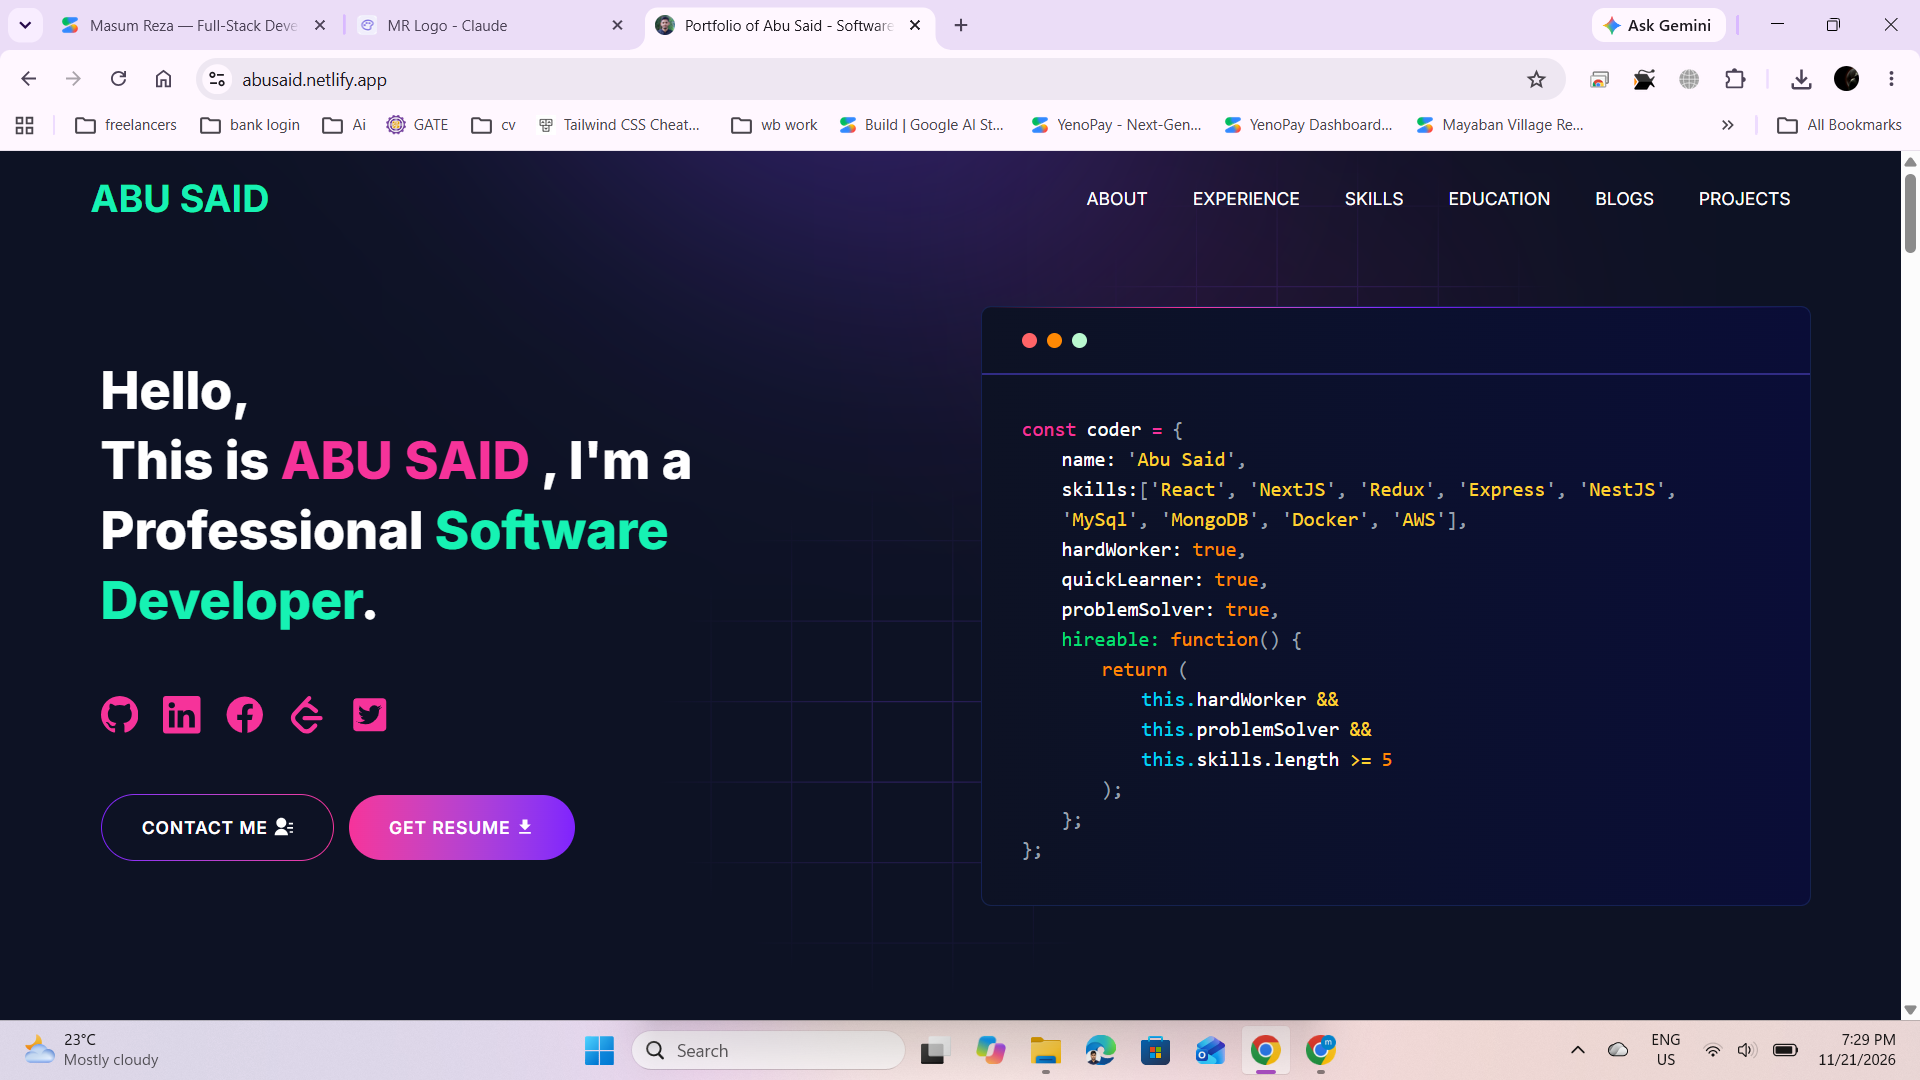 Masum Reza — Full-Stack Deve
MR Logo - Claude
Portfolio of Abu Said - Software
Ask Gemini
abusaid.netlify.app
freelancers
bank login
Ai
GATE
cv
Tailwind CSS Cheat...
wb work
Build | Google AI St...
YenoPay - Next-Gen...
YenoPay Dashboard...
Mayaban Village Re...
All Bookmarks
ABU SAID
ABOUT
EXPERIENCE
SKILLS
EDUCATION
BLOGS
PROJECTS
Hello,
This is ABU SAID , I'm a
Professional Software
Developer.
CONTACT ME
GET RESUME
const coder = {
name: 'Abu Said',
skills:['React', 'NextJS', 'Redux', 'Express', 'NestJS',
'MySql', 'MongoDB', 'Docker', 'AWS'],
hardWorker: true,
quickLearner: true,
problemSolver: true,
hireable: function() {
return (
this.hardWorker &&
this.problemSolver &&
this.skills.length >= 5
);
};
};
23°C
Mostly cloudy
Search
ENG
US
7:29 PM
11/21/2026